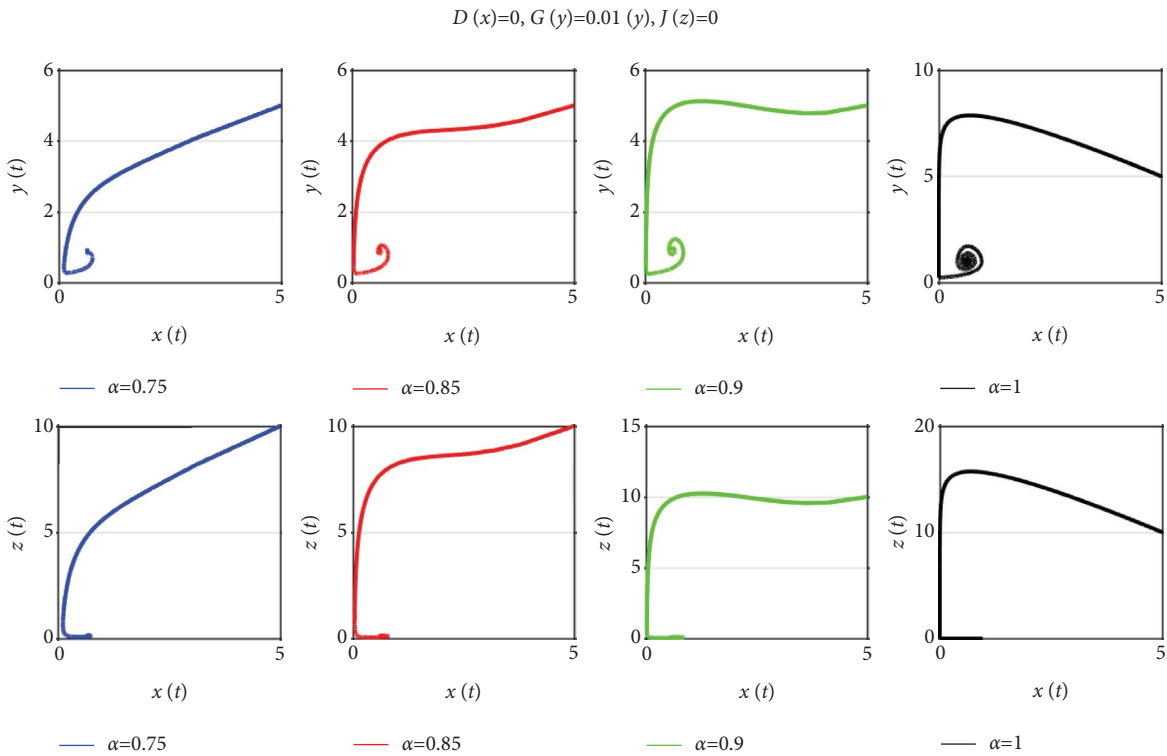 D (x)=0, G (y)=0.01 (y), J (z)=0
6 6 6 10
4 4 4
y (t) y (t) y (t) y (t)
5
2 2 2
0 0 0 0
0 5 0 5 0 5 0 5
x (t) x (t) x (t) x (t)
α=0.75 α=0.85 α=0.9 α=1
10 10 15 20
10
z (t) 5 z (t) 5 z (t) z (t) 10
5
0 0 0 0
0 5 0 5 0 5 0 5
x (t) x (t) x (t) x (t)
α=0.75 α=0.85 α=0.9 α=1